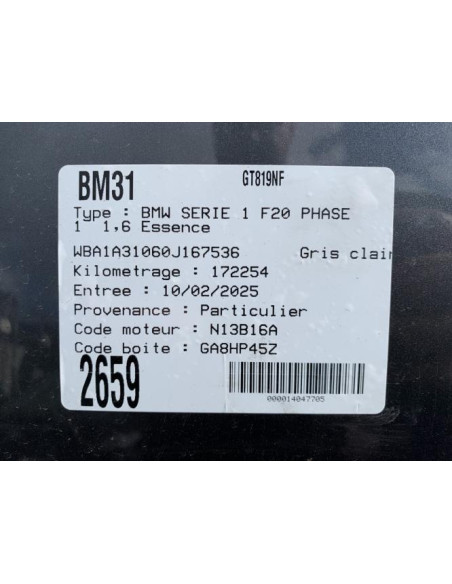 BM31 GT819NF
Type : BMW SERIE 1 F20 PHASE
1 1,6 Essence
WBA1A31060J167536 Gris clair
Kilometrage : 172254
Entree : 10/02/2025
Provenance : Particulier
Code moteur : N13B16A
Code boite : GA8HP45Z
2659
000014047705